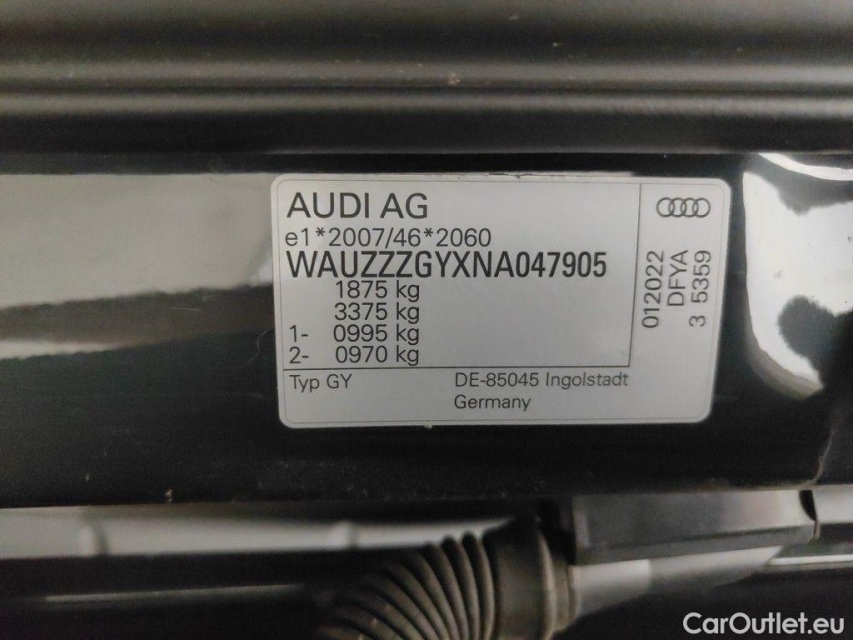 AUDI AG
e1*2007/46*2060
WAUZZZGYXNA047905
1875 kg
3375 kg
1- 0995 kg
2- 0970 kg
Typ GY
DE-85045 Ingolstadt
Germany
012022
DFYA
3 5359
CarOutlet.eu